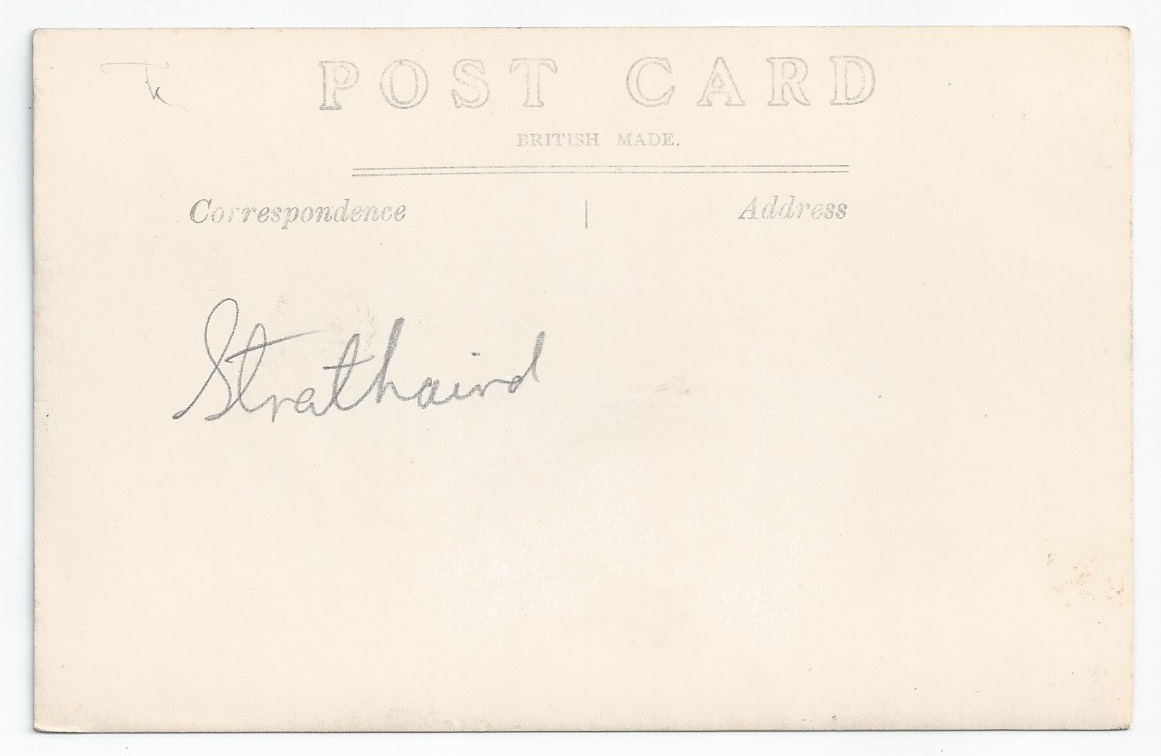 POST CARD
BRITISH MADE.
Correspondence | Address
Strathaird